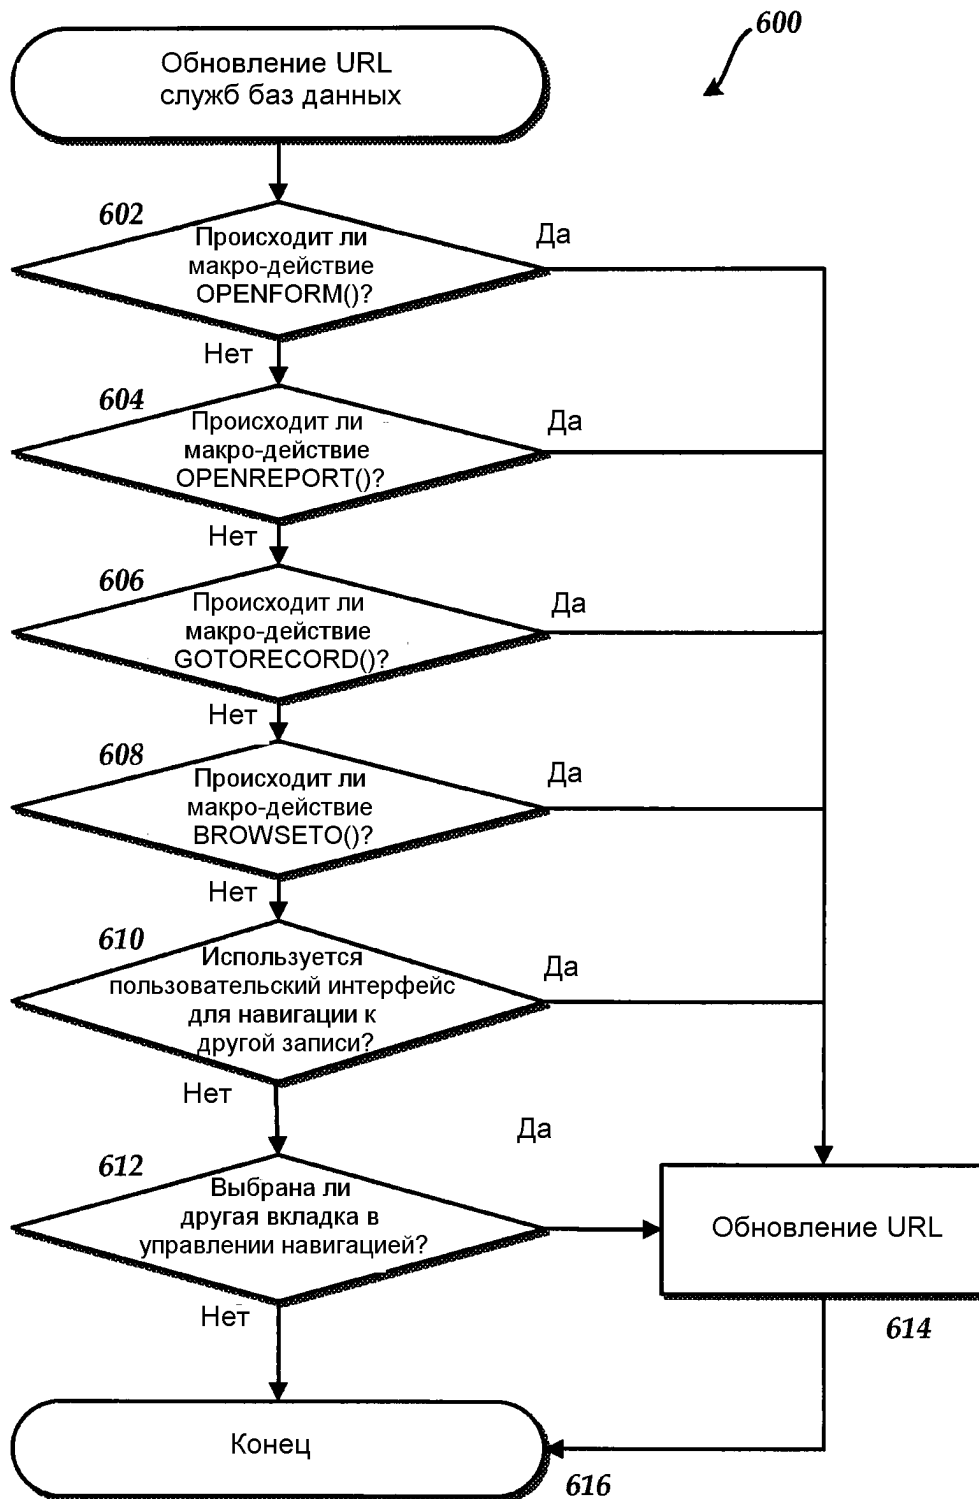 600
Обновление URL
служб баз данных
602
Происходит ли
макро-действие
OPENFORM()?
Да
Нет
604
Происходит ли
макро-действие
OPENREPORT()?
Да
Нет
606
Происходит ли
макро-действие
GOTORECORD()?
Да
Нет
608
Происходит ли
макро-действие
BROWSETO()?
Да
Нет
610
Используется
пользовательский интерфейс
для навигации к
другой записи?
Да
Нет
612
Выбрана ли
другая вкладка в
управлении навигацией?
Да
Нет
Обновление URL
614
Конец
616